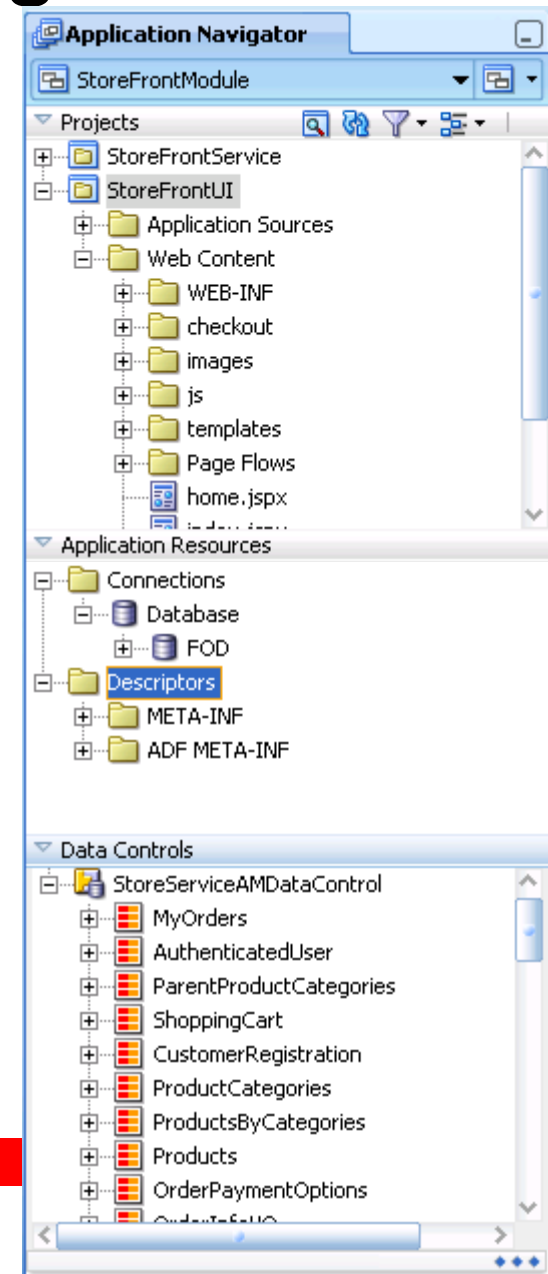 Application Navigator
StoreFrontModule
Projects
StoreFrontService
StoreFrontUI
Application Sources
Web Content
WEB-INF
checkout
images
js
templates
Page Flows
home.jspx
Application Resources
Connections
Database
FOD
Descriptors
META-INF
ADF META-INF
Data Controls
StoreServiceAMDataControl
MyOrders
AuthenticatedUser
ParentProductCategories
ShoppingCart
CustomerRegistration
ProductCategories
ProductsByCategories
Products
OrderPaymentOptions